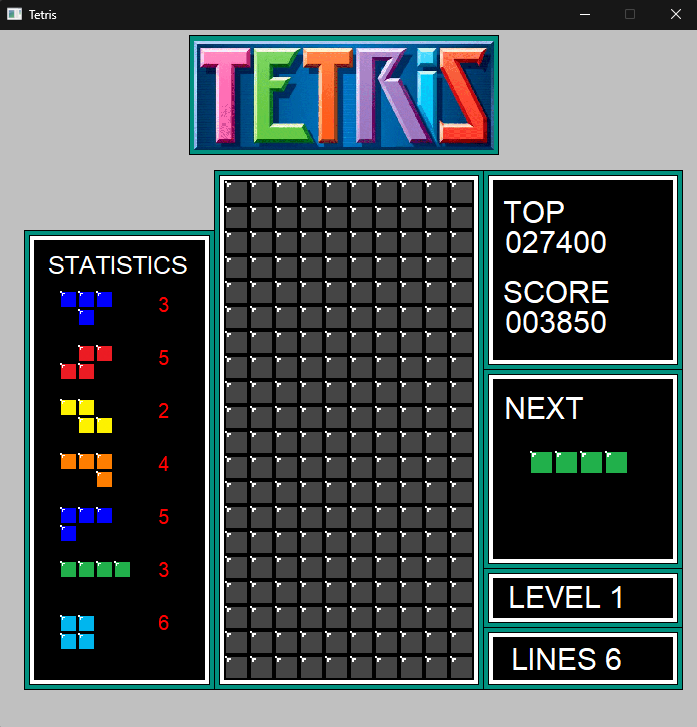 Tetris
TETRIS
STATISTICS
3
5
2
4
5
3
6
TOP
027400
SCORE
003850
NEXT
LEVEL 1
LINES 6